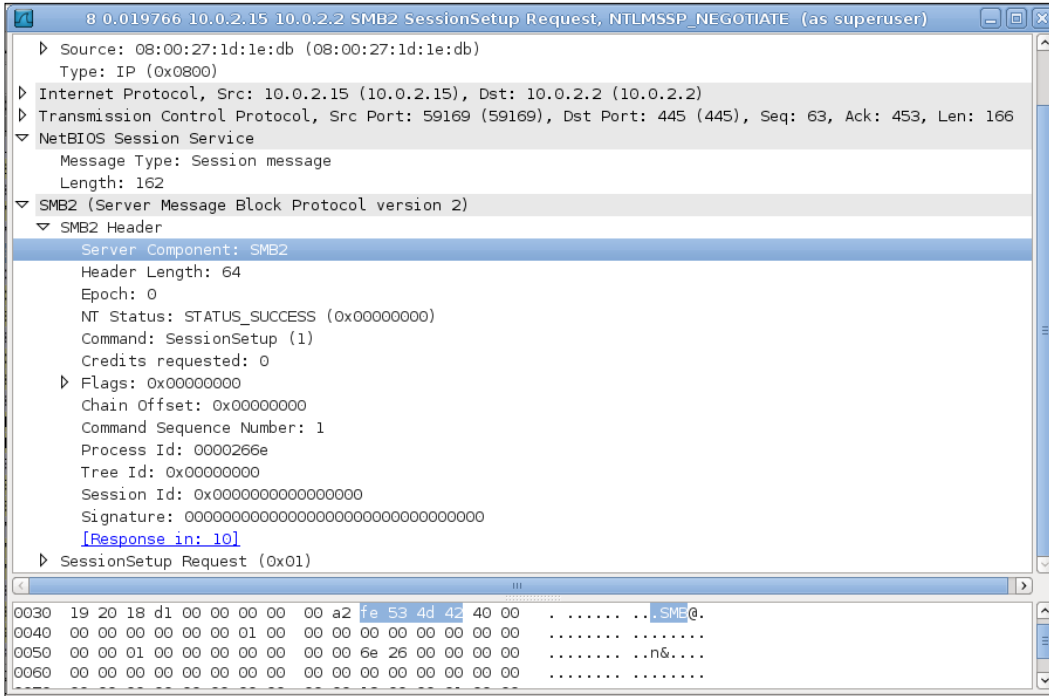 8 0.019766 10.0.2.15 10.0.2.2 SMB2 SessionSetup Request, NTLMSSP_NEGOTIATE (as superuser)
Source: 08:00:27:1d:1e:db (08:00:27:1d:1e:db)
Type: IP (0x0800)
Internet Protocol, Src: 10.0.2.15 (10.0.2.15), Dst: 10.0.2.2 (10.0.2.2)
Transmission Control Protocol, Src Port: 59169 (59169), Dst Port: 445 (445), Seq: 63, Ack: 453, Len: 166
NetBIOS Session Service
Message Type: Session message
Length: 162
SMB2 (Server Message Block Protocol version 2)
SMB2 Header
Server Component: SMB2
Header Length: 64
Epoch: 0
NT Status: STATUS_SUCCESS (0x00000000)
Command: SessionSetup (1)
Credits requested: 0
Flags: 0x00000000
Chain Offset: 0x00000000
Command Sequence Number: 1
Process Id: 0000266e
Tree Id: 0x00000000
Session Id: 0x0000000000000000
Signature: 00000000000000000000000000000000
[Response in: 10]
SessionSetup Request (0x01)
0030 19 20 18 d1 00 00 00 00 00 a2 fe 53 4d 42 40 00 . ...... ...SMB@.
0040 00 00 00 00 00 00 01 00 00 00 00 00 00 00 00 00 ........ ........
0050 00 00 01 00 00 00 00 00 00 00 6e 26 00 00 00 00 ........ ..n&....
0060 00 00 00 00 00 00 00 00 00 00 00 00 00 00 00 00 ........ ........